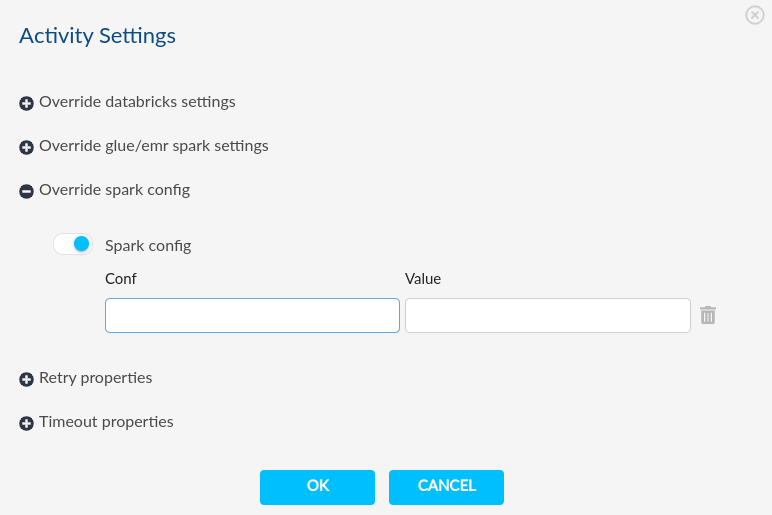 Activity Settings
Override databricks settings
Override glue/emr spark settings
Override spark config
Spark config
Conf Value
Retry properties
Timeout properties
OK CANCEL